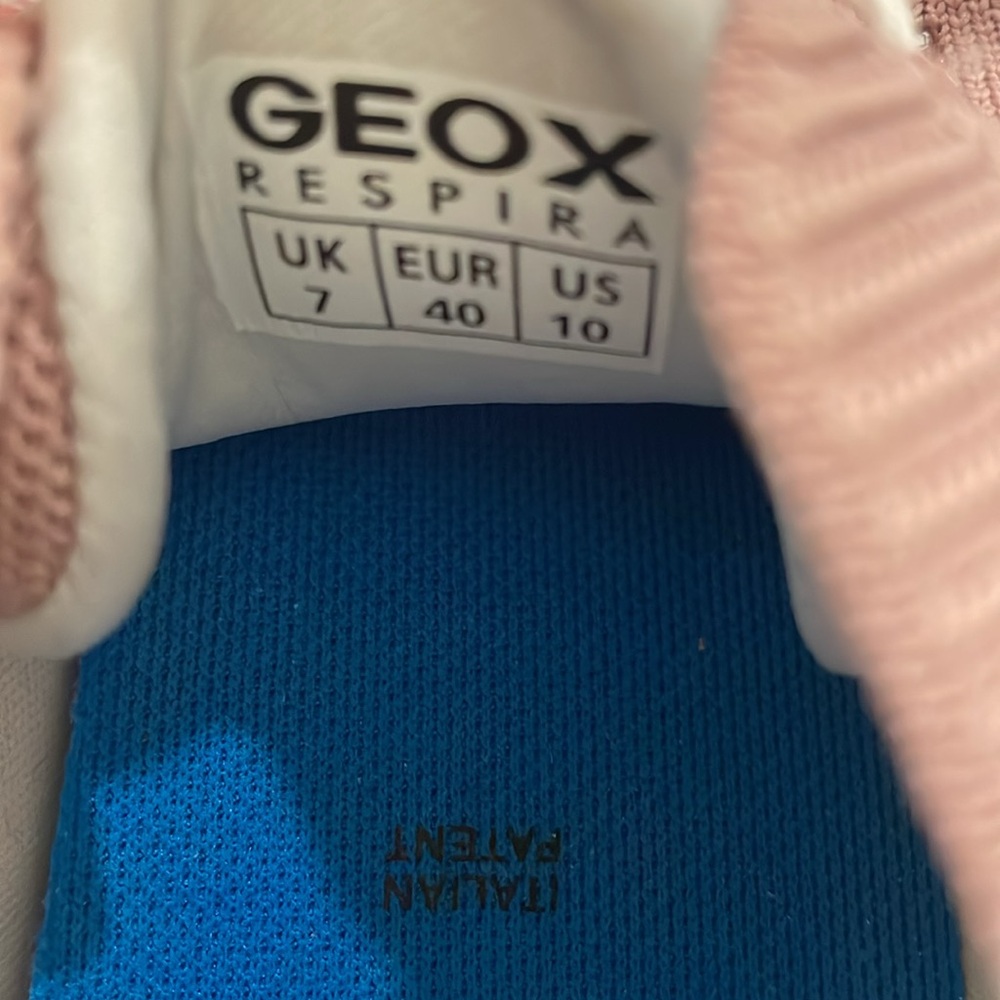 GEOX
RESPIRA
UK EUR US
7 40 10
ITALIAN
PATENT